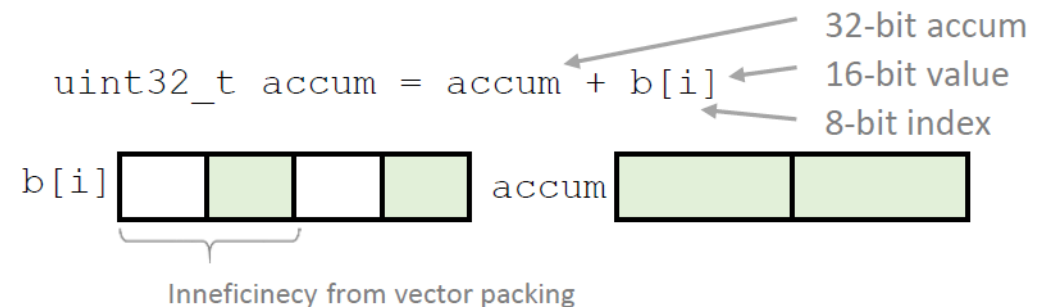 32-bit accum
uint32_t accum = accum + b[i]
16-bit value
8-bit index
b[i]
accum
Inneficinecy from vector packing